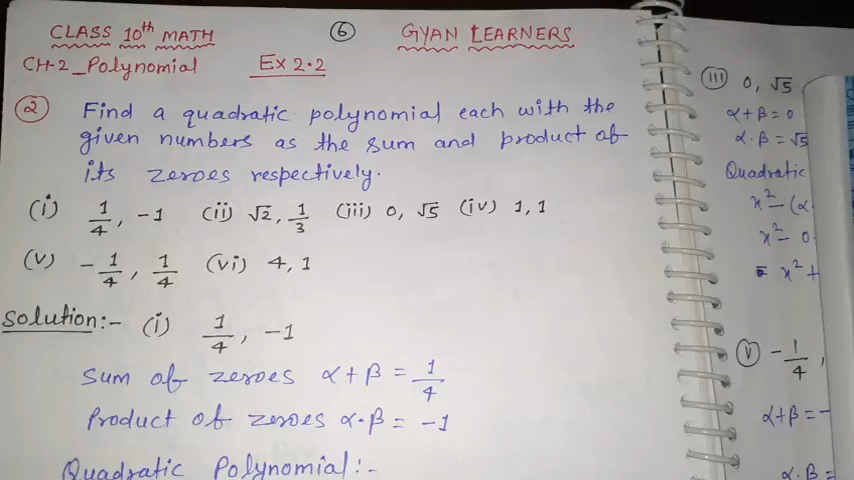 CLASS 10th MATH
6
GYAN LEARNERS
CH-2_Polynomial
Ex 2.2
2 Find a quadratic polynomial each with the
given numbers as the sum and product of
its zeroes respectively.
(i) 1/4, -1 (ii) √2, 1/3 (iii) 0, √5 (iv) 1, 1
(v) -1/4, 1/4 (vi) 4, 1
Solution:- (i) 1/4, -1
Sum of zeroes α+β = 1/4
Product of zeroes α·β = -1
Quadratic Polynomial:-
iii 0, √5
α+β=0
α·β=√5
Quadratic
x²-(α
x²- 0
= x²+
v -1/4,
α+β=-
α·β=